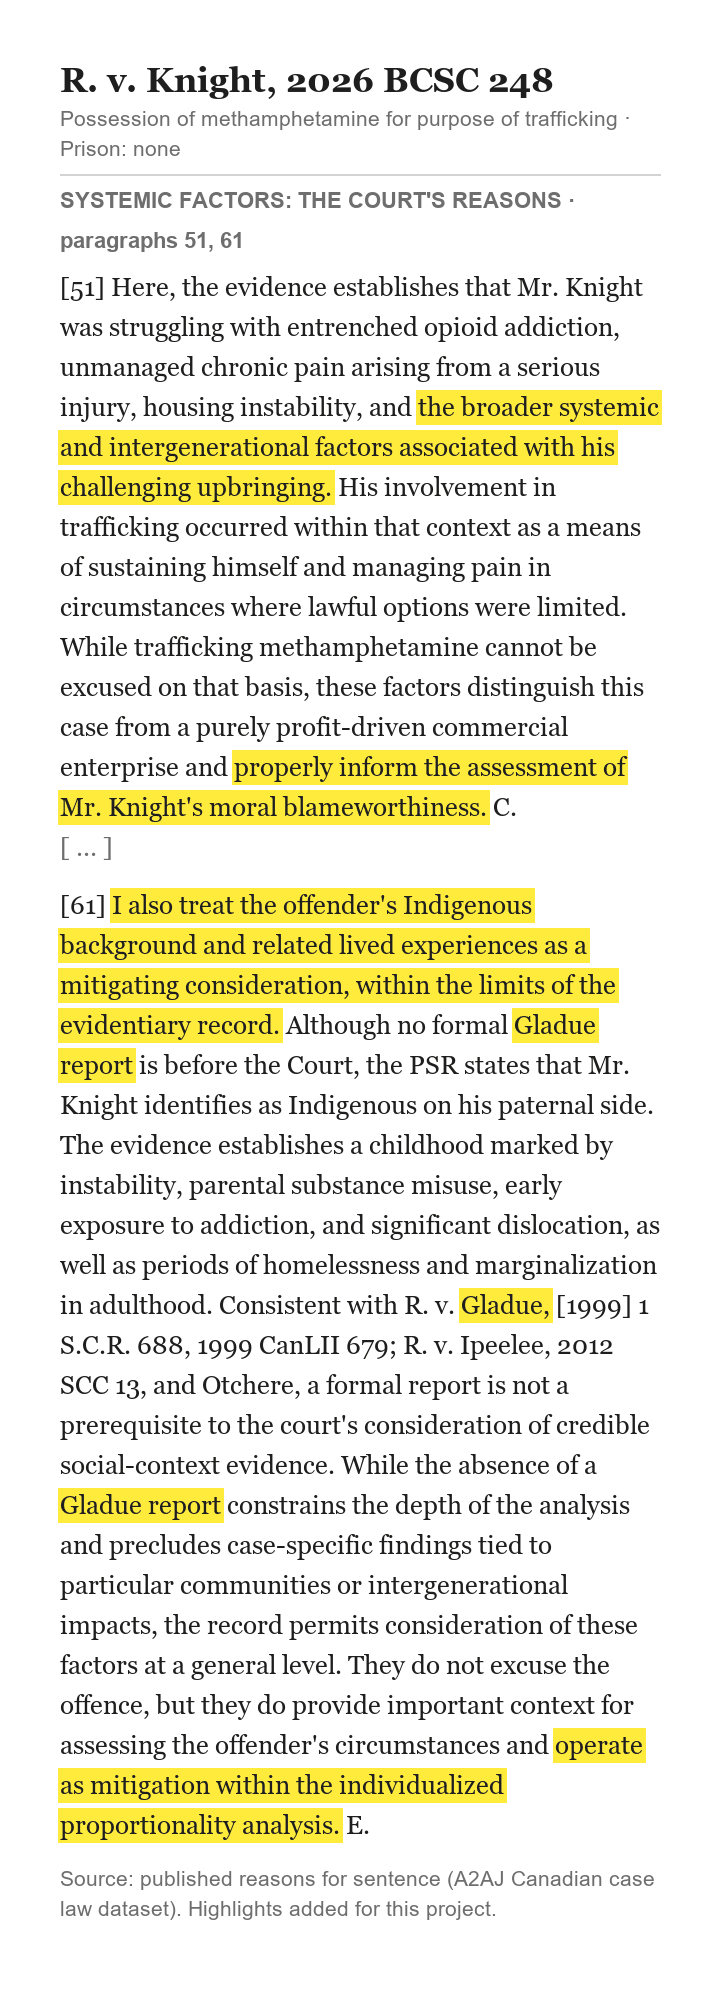 R. v. Knight, 2026 BCSC 248
Possession of methamphetamine for purpose of trafficking ·
Prison: none
SYSTEMIC FACTORS: THE COURT'S REASONS ·
paragraphs 51, 61
[51] Here, the evidence establishes that Mr. Knight
was struggling with entrenched opioid addiction,
unmanaged chronic pain arising from a serious
injury, housing instability, and the broader systemic
and intergenerational factors associated with his
challenging upbringing. His involvement in
trafficking occurred within that context as a means
of sustaining himself and managing pain in
circumstances where lawful options were limited.
While trafficking methamphetamine cannot be
excused on that basis, these factors distinguish this
case from a purely profit-driven commercial
enterprise and properly inform the assessment of
Mr. Knight's moral blameworthiness. C.
[ ... ]
[61] I also treat the offender's Indigenous
background and related lived experiences as a
mitigating consideration, within the limits of the
evidentiary record. Although no formal Gladue
report is before the Court, the PSR states that Mr.
Knight identifies as Indigenous on his paternal side.
The evidence establishes a childhood marked by
instability, parental substance misuse, early
exposure to addiction, and significant dislocation, as
well as periods of homelessness and marginalization
in adulthood. Consistent with R. v. Gladue, [1999] 1
S.C.R. 688, 1999 CanLII 679; R. v. Ipeelee, 2012
SCC 13, and Otchere, a formal report is not a
prerequisite to the court's consideration of credible
social-context evidence. While the absence of a
Gladue report constrains the depth of the analysis
and precludes case-specific findings tied to
particular communities or intergenerational
impacts, the record permits consideration of these
factors at a general level. They do not excuse the
offence, but they do provide important context for
assessing the offender's circumstances and operate
as mitigation within the individualized
proportionality analysis. E.
Source: published reasons for sentence (A2AJ Canadian case
law dataset). Highlights added for this project.